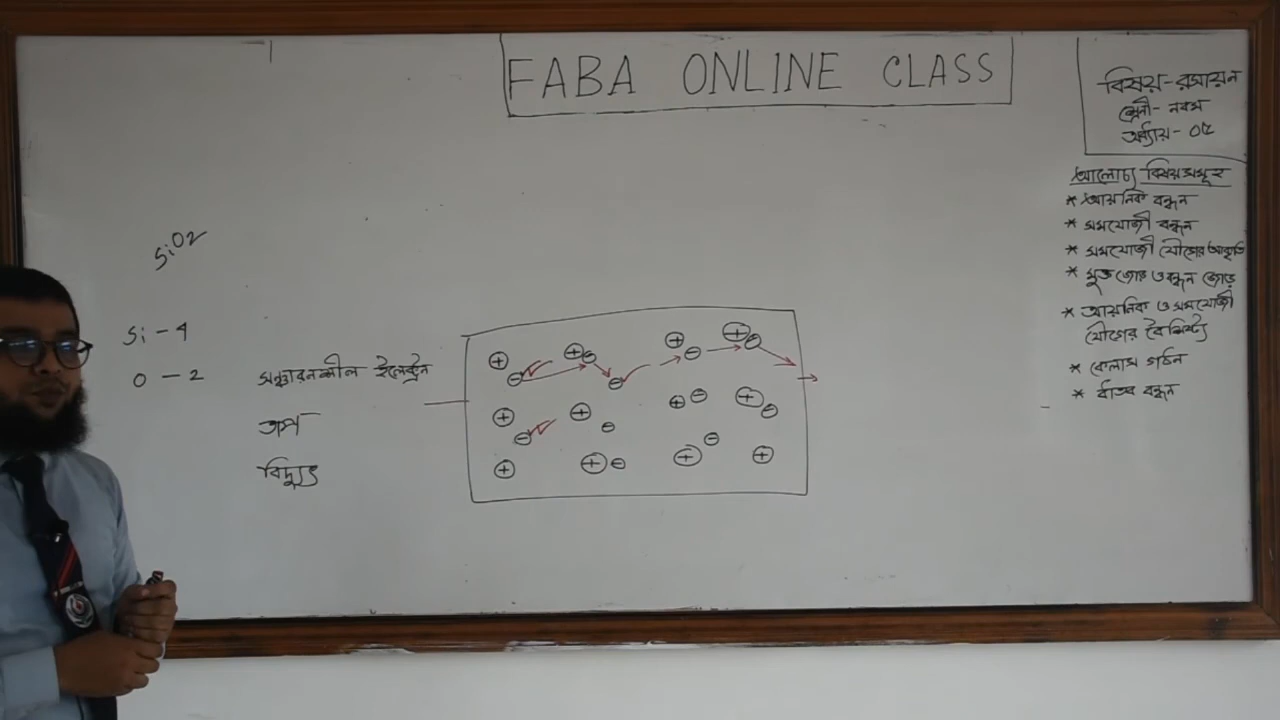 FABA ONLINE CLASS
বিষয়-রসায়ন
শ্রেনী-নবম
অধ্যায়-০৫
আলোচ্য বিষয়সমূহ
* আয়নিক বন্ধন
* সমযোজী বন্ধন
* সমযোজী যৌগের আকৃতি
* মুক্ত জোড় ও বন্ধন জোড়
* আয়নিক ও সমযোজী
যৌগের বৈশিষ্ট্য
* কেলাস গঠন
* ধাতব বন্ধন
SiO2
Si - 4
O - 2
সঞ্চারনশীল ইলেক্ট্রন
তাপ
বিদ্যুৎ